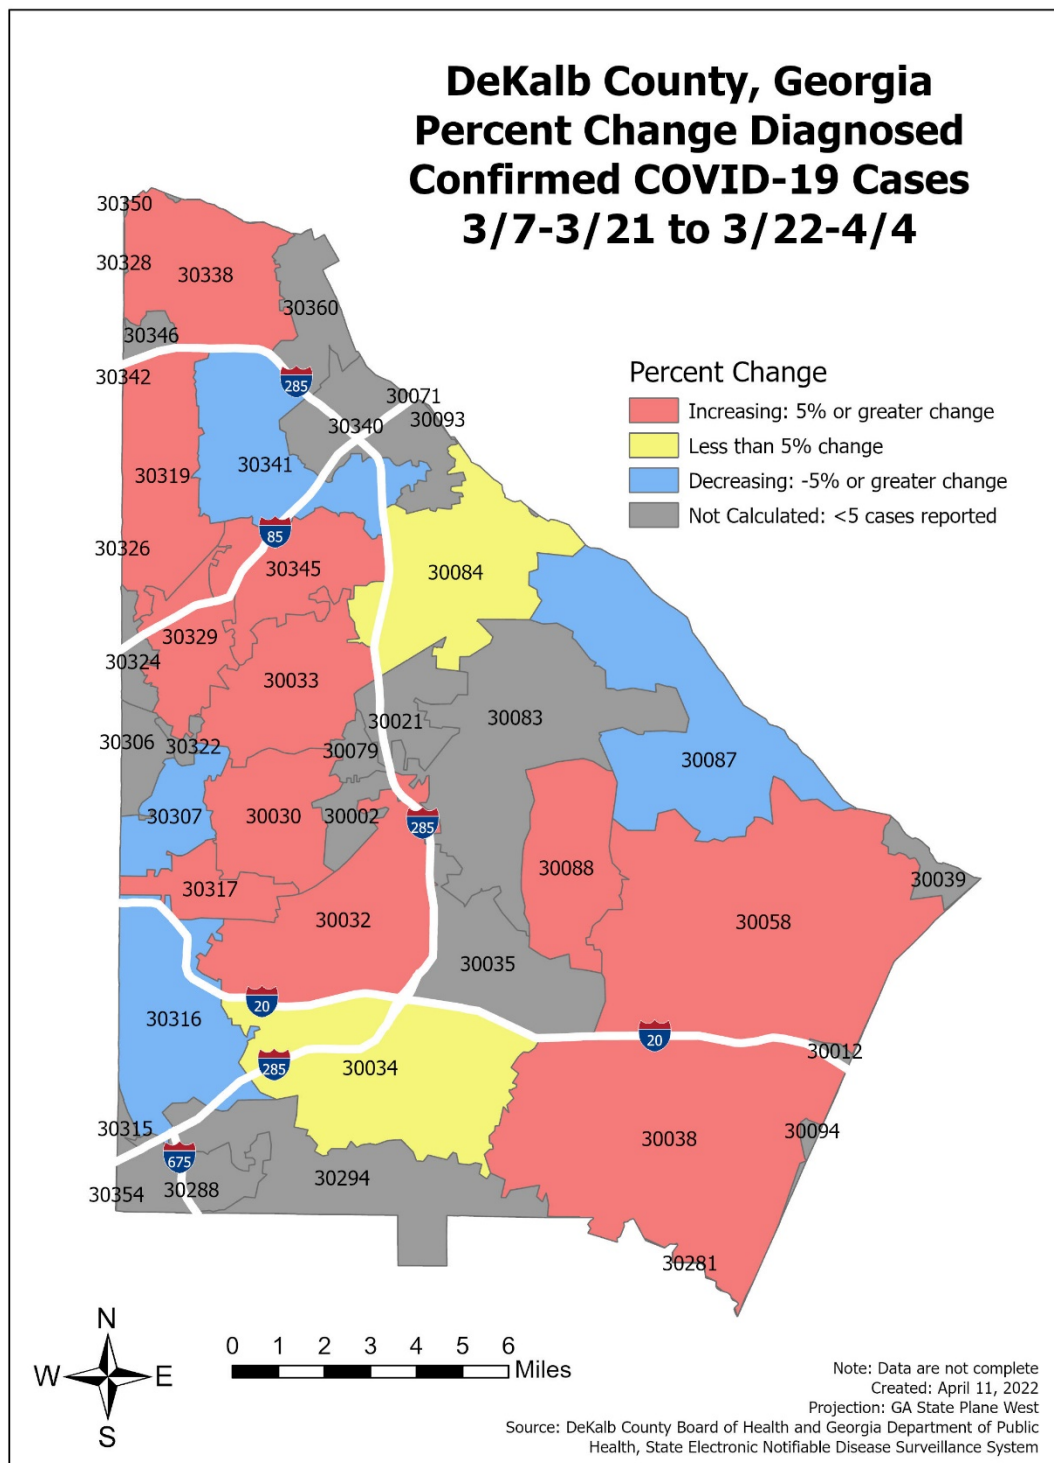 DeKalb County, Georgia
Percent Change Diagnosed
Confirmed COVID-19 Cases
3/7-3/21 to 3/22-4/4
30350
30328
30338
30360
30346
30342
285
30071
30093
30340
30319
30341
Percent Change
Increasing: 5% or greater change
Less than 5% change
Decreasing: -5% or greater change
Not Calculated: <5 cases reported
30326
85
30345
30084
30329
30324
30033
30306
30322
30021
30079
30083
30087
30307
30030
30002
285
30317
30088
30039
30032
30058
30035
20
30316
20
30012
285
30034
30315
30038
30094
675
30354
30288
30294
30281
N
W E
S
0 1 2 3 4 5 6
Miles
Note: Data are not complete
Created: April 11, 2022
Projection: GA State Plane West
Source: DeKalb County Board of Health and Georgia Department of Public
Health, State Electronic Notifiable Disease Surveillance System